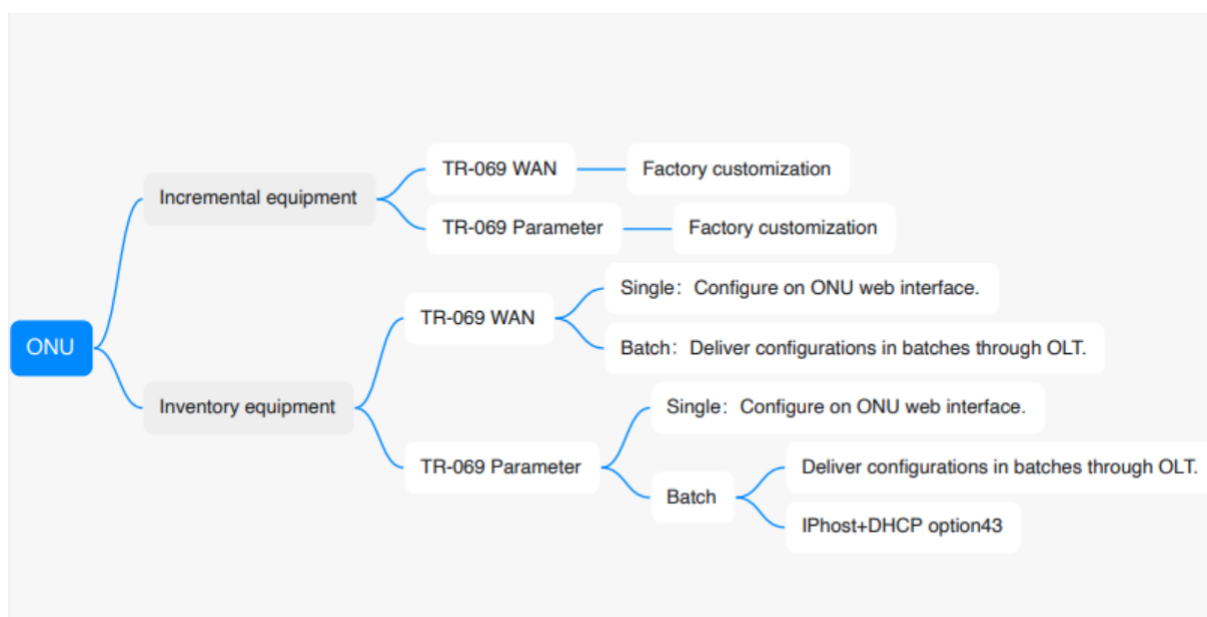 ONU
Incremental equipment
TR-069 WAN
Factory customization
TR-069 Parameter
Factory customization
Inventory equipment
TR-069 WAN
Single：Configure on ONU web interface.
Batch：Deliver configurations in batches through OLT.
TR-069 Parameter
Single：Configure on ONU web interface.
Batch
Deliver configurations in batches through OLT.
IPhost+DHCP option43